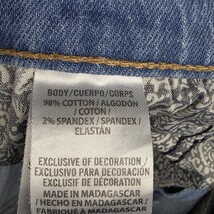 BODY/CUERPO/CORPS
98% COTTON / ALGODÓN
/ COTON /
2% SPANDEX / SPANDEX /
ELASTÁN
EXCLUSIVE OF DECORATION /
EXCLUSIVO PARA DECORACIÓN /
EXCLUSIF DE DÉCORATION
MADE IN MADAGASCAR
/ HECHO EN MADAGASCAR /
FABRIQUÉ À MADAGASCAR